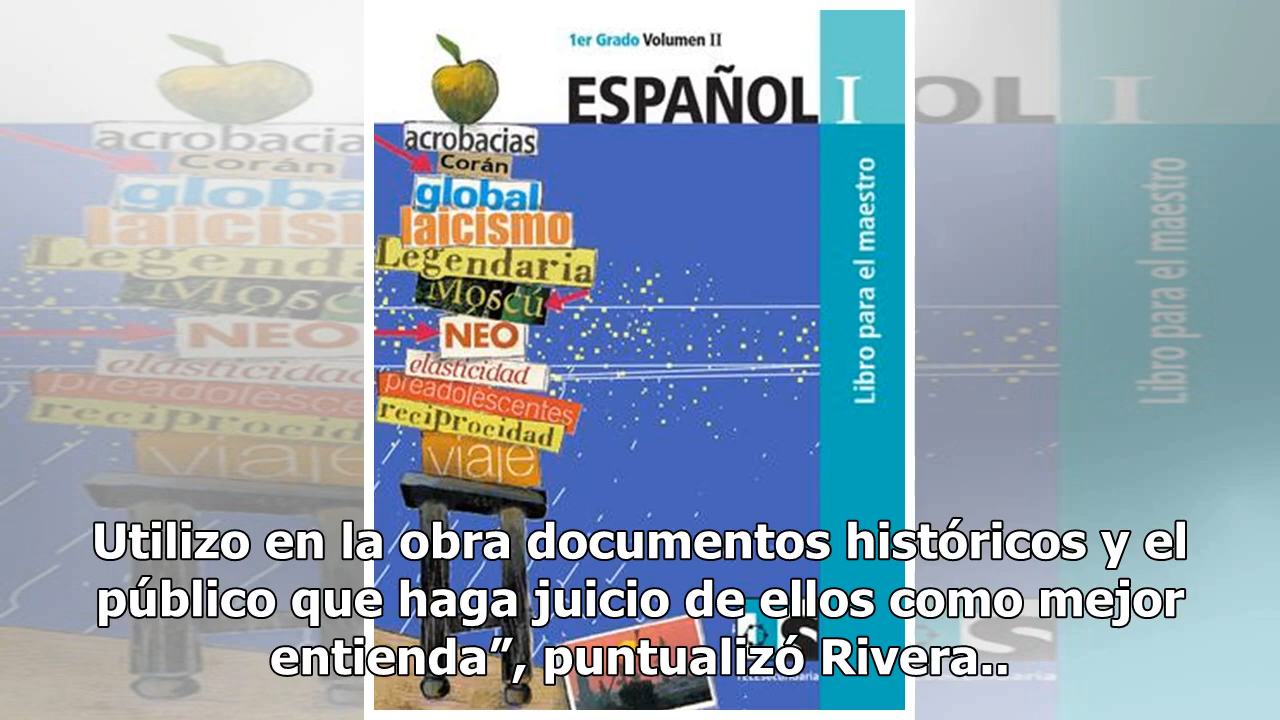 1er Grado Volumen II
ESPAÑOL I
acrobacias
Corán
global
laicismo
Legendaria
Moscú
NEO
elasticidad
preadolescentes
reciprocidad
viaje
Libro para el maestro
Utilizo en la obra documentos históricos y el
público que haga juicio de ellos como mejor
entienda”, puntualizó Rivera..